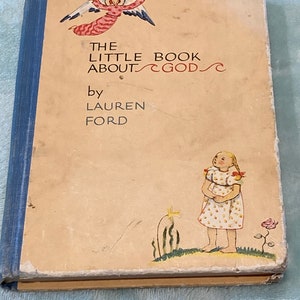 THE
LITTLE BOOK
ABOUT GOD
by
LAUREN
FORD